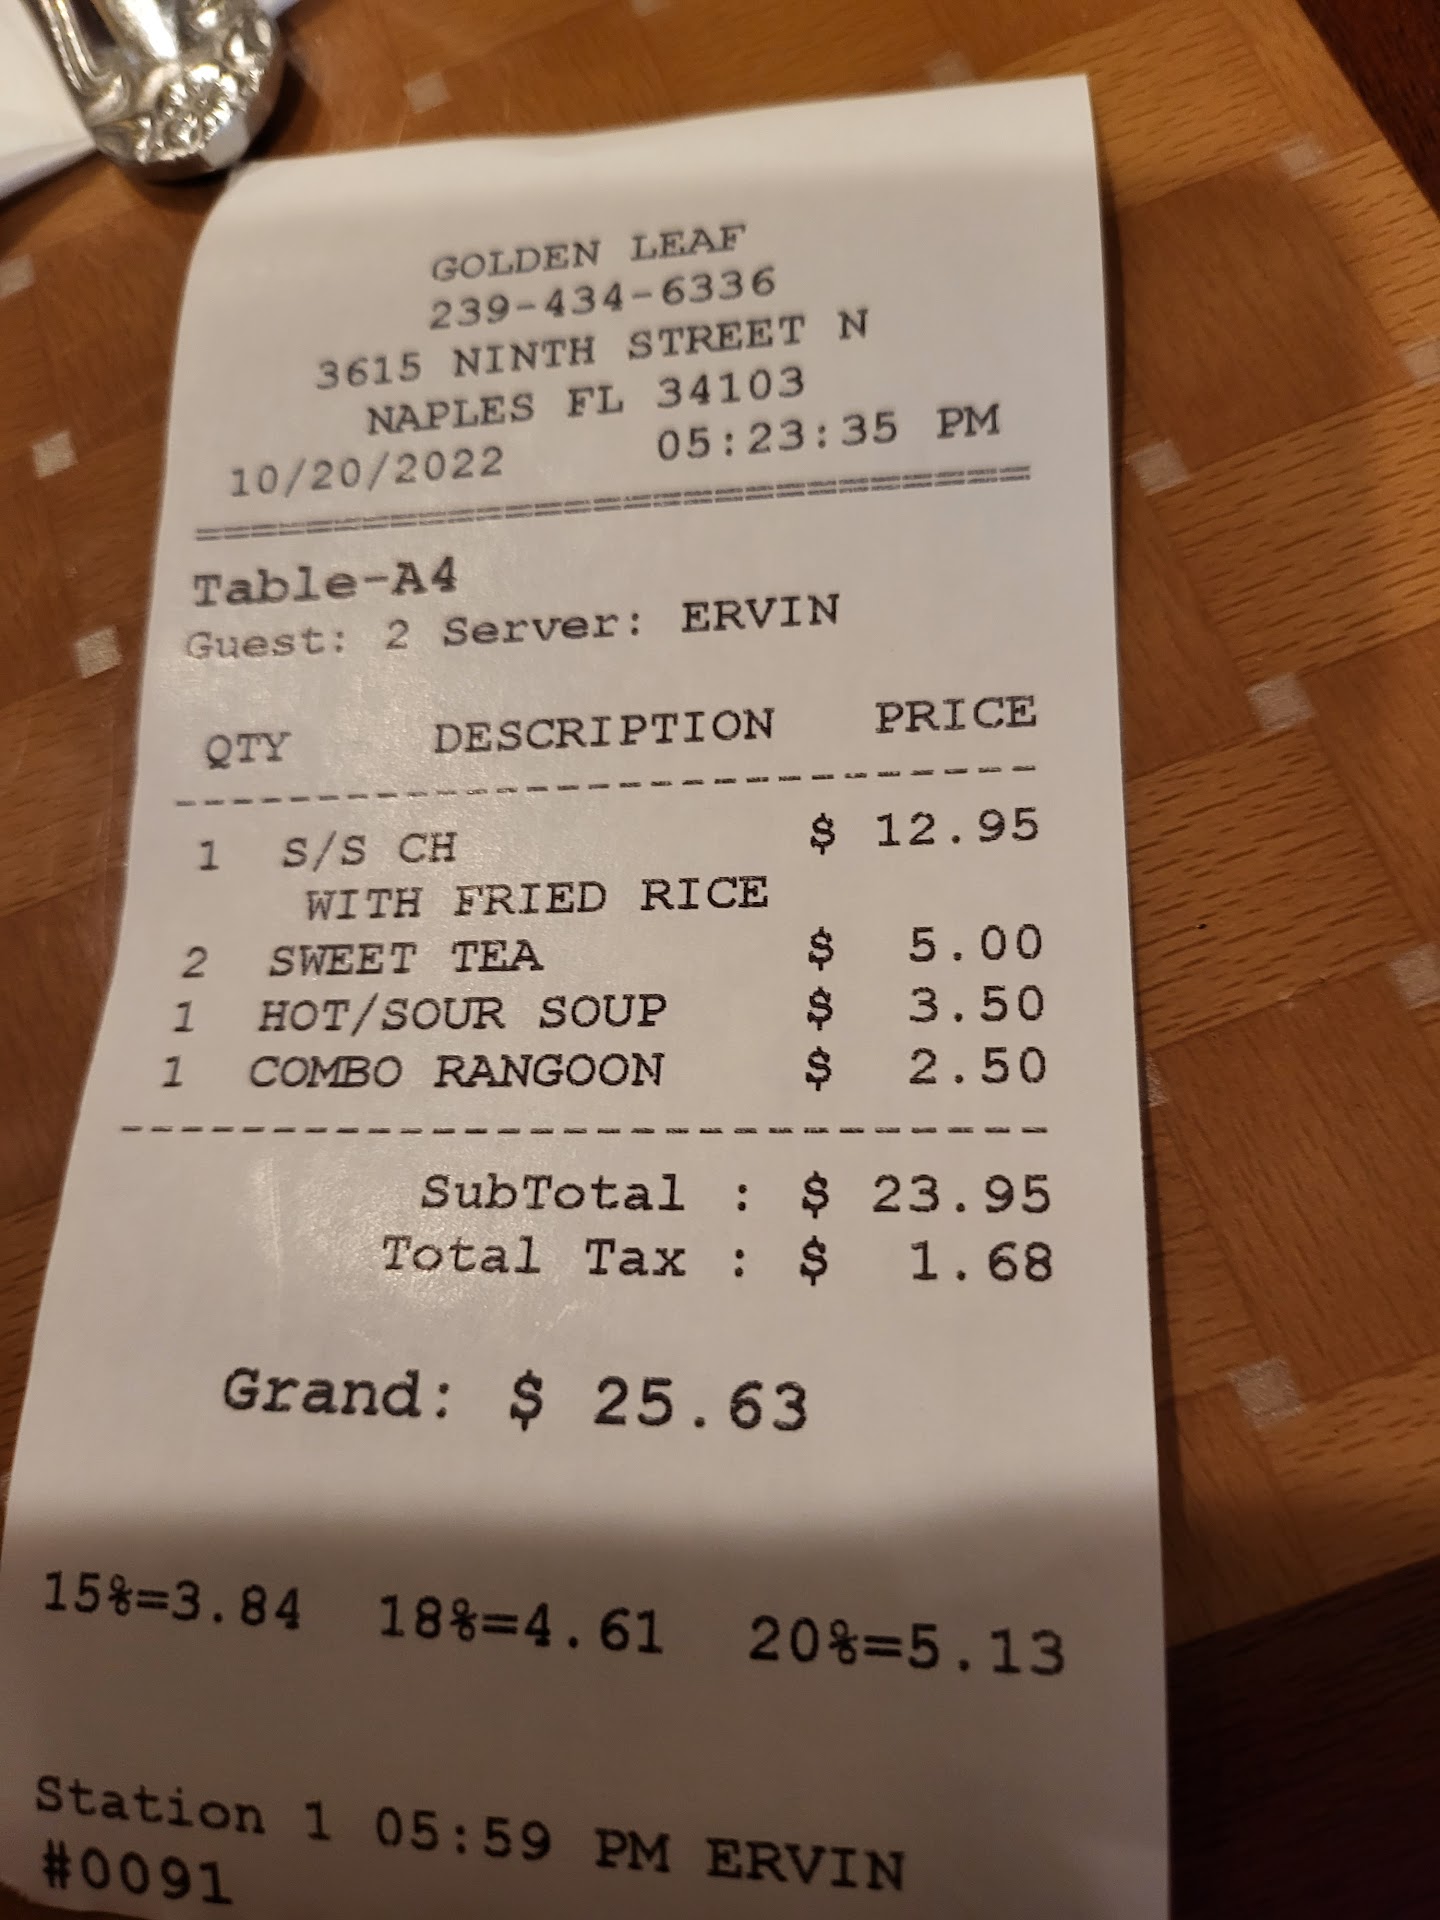 GOLDEN LEAF
239-434-6336
3615 NINTH STREET N
NAPLES FL 34103
10/20/2022 05:23:35 PM
================================
Table-A4
Guest: 2 Server: ERVIN
QTY DESCRIPTION PRICE
--------------------------------
1 S/S CH $ 12.95
WITH FRIED RICE
2 SWEET TEA $ 5.00
1 HOT/SOUR SOUP $ 3.50
1 COMBO RANGOON $ 2.50
--------------------------------
SubTotal : $ 23.95
Total Tax : $ 1.68
Grand: $ 25.63
15%=3.84 18%=4.61 20%=5.13
Station 1 05:59 PM ERVIN
#0091